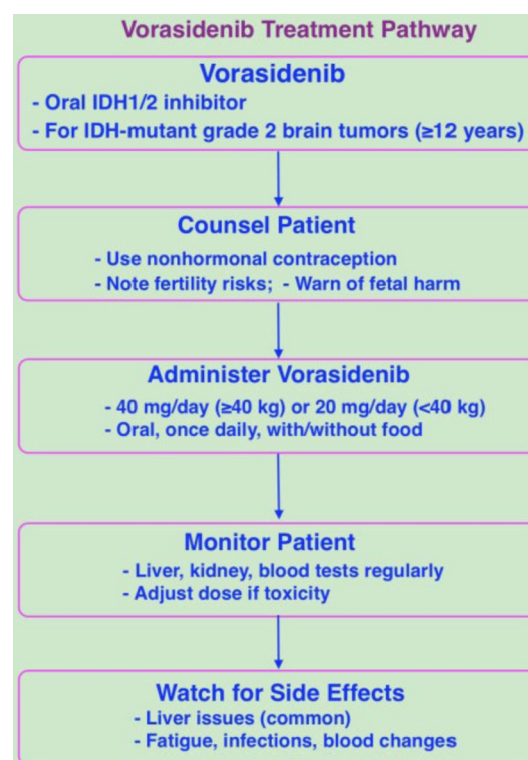 Vorasidenib Treatment Pathway
Vorasidenib
- Oral IDH1/2 inhibitor
- For IDH-mutant grade 2 brain tumors (≥12 years)
Counsel Patient
- Use nonhormonal contraception
- Note fertility risks;  - Warn of fetal harm
Administer Vorasidenib
- 40 mg/day (≥40 kg) or 20 mg/day (<40 kg)
- Oral, once daily, with/without food
Monitor Patient
- Liver, kidney, blood tests regularly
- Adjust dose if toxicity
Watch for Side Effects
- Liver issues (common)
- Fatigue, infections, blood changes